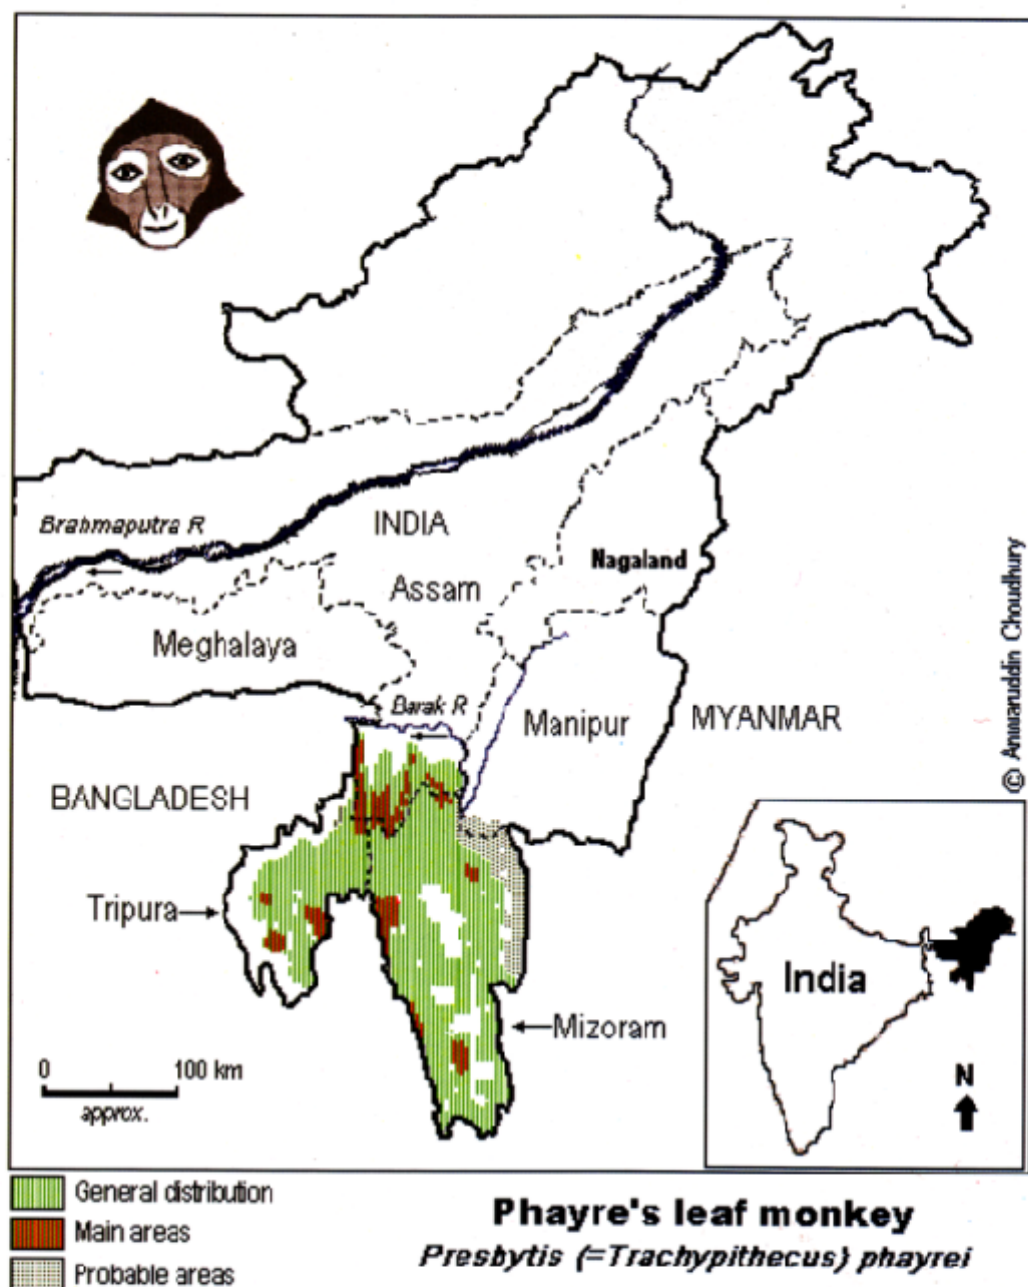 Brahmaputra R
INDIA
Nagaland
Assam
Meghalaya
Barak R
Manipur
MYANMAR
© Anwaruddin Choudhury
BANGLADESH
Tripura
India
Mizoram
0 100 km
approx.
N
General distribution
Main areas
Probable areas
Phayre's leaf monkey
Presbytis (=Trachypithecus) phayrei